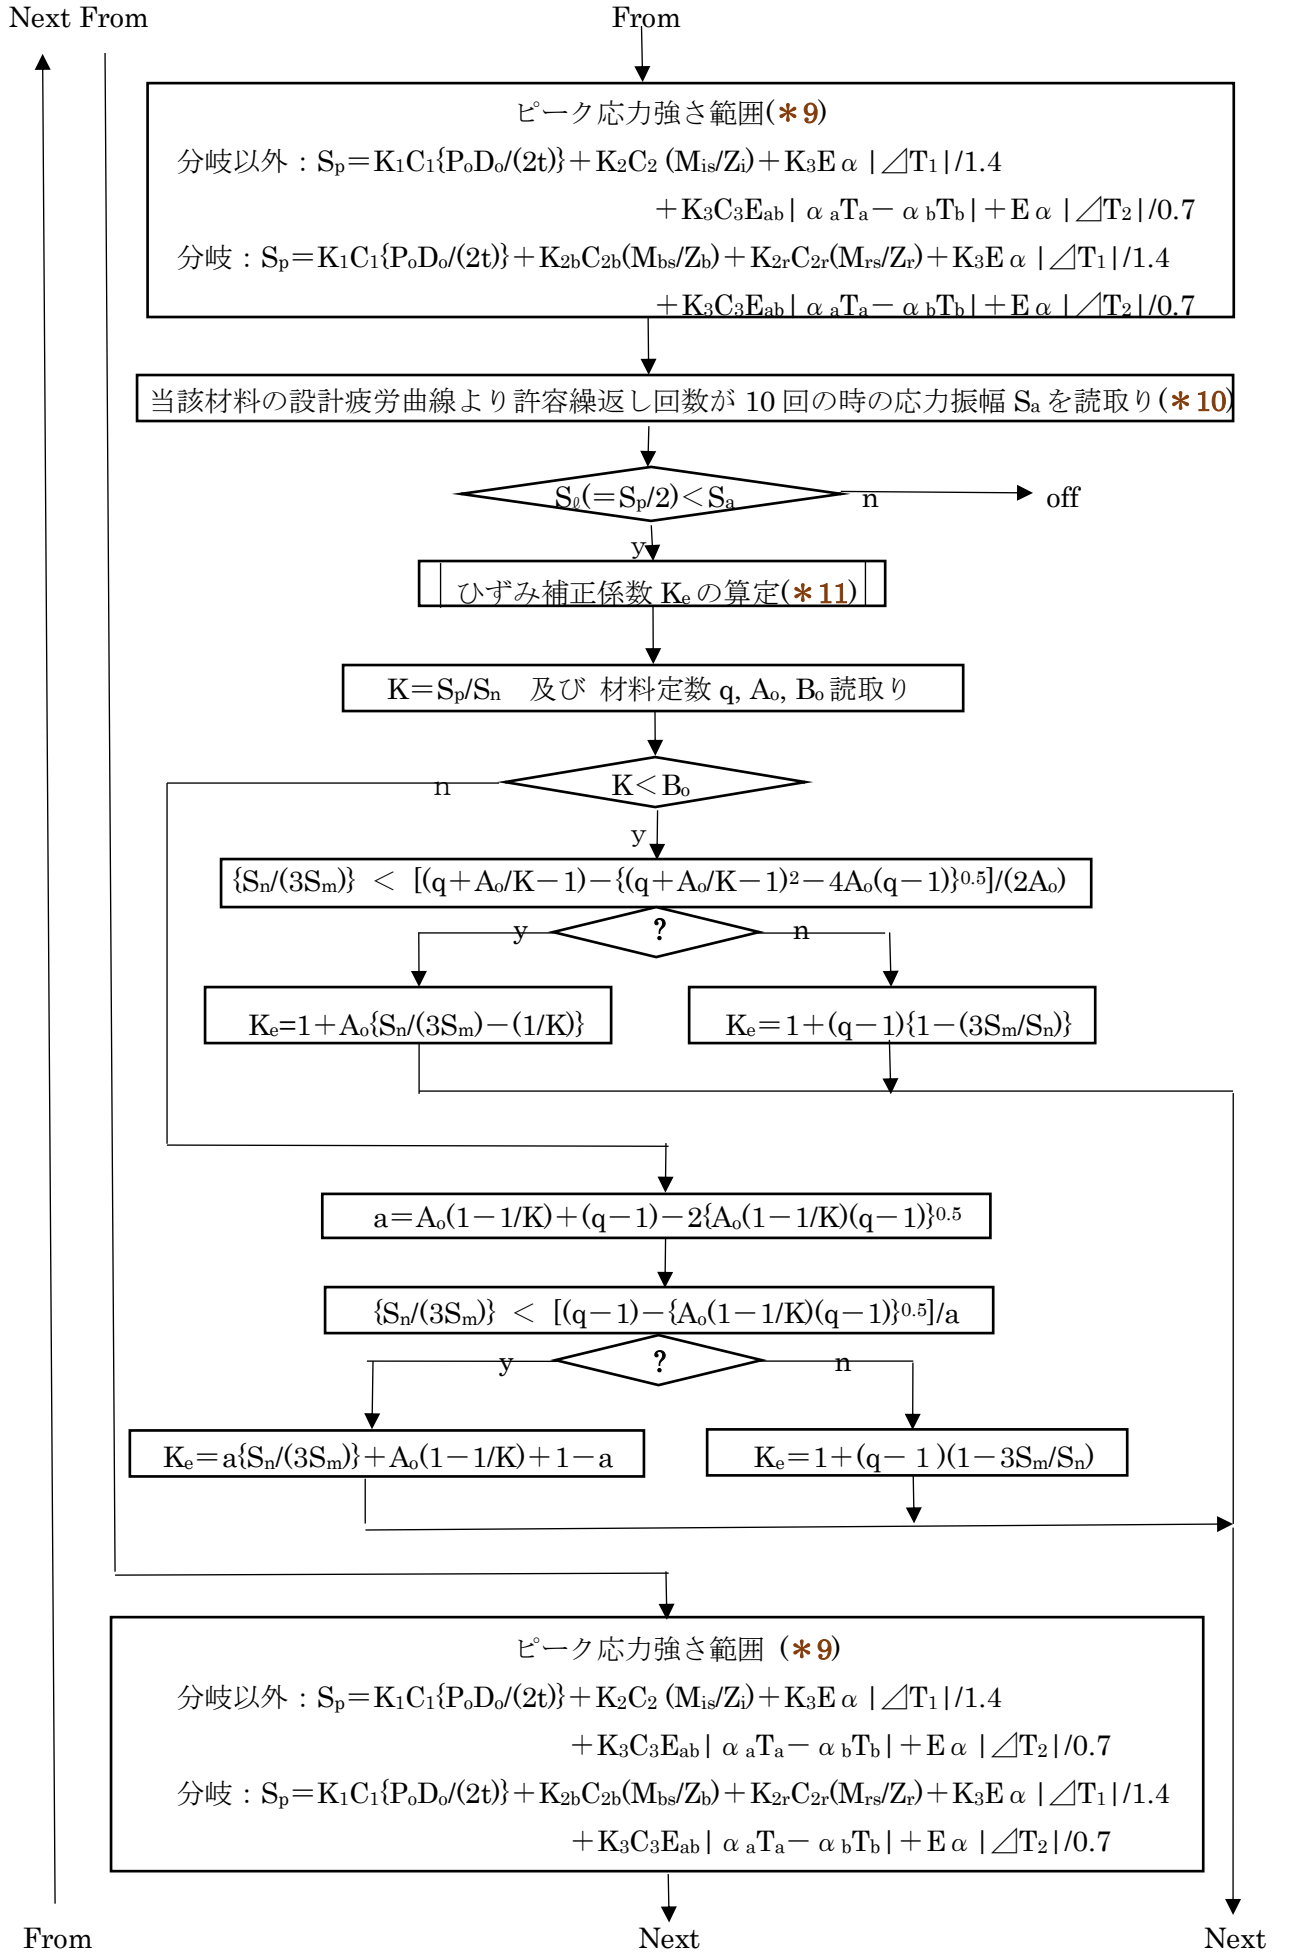 Next From From
ピーク応力強さ範囲(＊9)
分岐以外：Sp＝K1C1{PoDo/(2t)}＋K2C2 (Mis/Zi)＋K3Eα|⊿T1|/1.4
＋K3C3Eab|αaTa－αbTb|＋Eα|⊿T2|/0.7
分岐：Sp＝K1C1{PoDo/(2t)}＋K2bC2b(Mbs/Zb)＋K2rC2r(Mrs/Zr)＋K3Eα|⊿T1|/1.4
＋K3C3Eab|αaTa－αbTb|＋Eα|⊿T2|/0.7
当該材料の設計疲労曲線より許容繰返し回数が 10 回の時の応力振幅 Sa を読取り(＊10)
Sℓ(＝Sp/2)＜Sa n off
y
ひずみ補正係数 Ke の算定(＊11)
K＝Sp/Sn 及び 材料定数 q, Ao, Bo 読取り
n K＜Bo
y
{Sn/(3Sm)} ＜ [(q＋Ao/K－1)－{(q＋Ao/K－1)2－4Ao(q－1)}0.5]/(2Ao)
y ? n
Ke=1＋Ao{Sn/(3Sm)－(1/K)} Ke＝1＋(q－1){1－(3Sm/Sn)}
a＝Ao(1－1/K)＋(q－1)－2{Ao(1－1/K)(q－1)}0.5
{Sn/(3Sm)} ＜ [(q－1)－{Ao(1－1/K)(q－1)}0.5]/a
y ? n
Ke＝a{Sn/(3Sm)}＋Ao(1－1/K)＋1－a Ke＝1＋(q－1)(1－3Sm/Sn)
ピーク応力強さ範囲 (＊9)
分岐以外：Sp＝K1C1{PoDo/(2t)}＋K2C2 (Mis/Zi)＋K3Eα|⊿T1|/1.4
＋K3C3Eab|αaTa－αbTb|＋Eα|⊿T2|/0.7
分岐：Sp＝K1C1{PoDo/(2t)}＋K2bC2b(Mbs/Zb)＋K2rC2r(Mrs/Zr)＋K3Eα|⊿T1|/1.4
＋K3C3Eab|αaTa－αbTb|＋Eα|⊿T2|/0.7
From Next Next